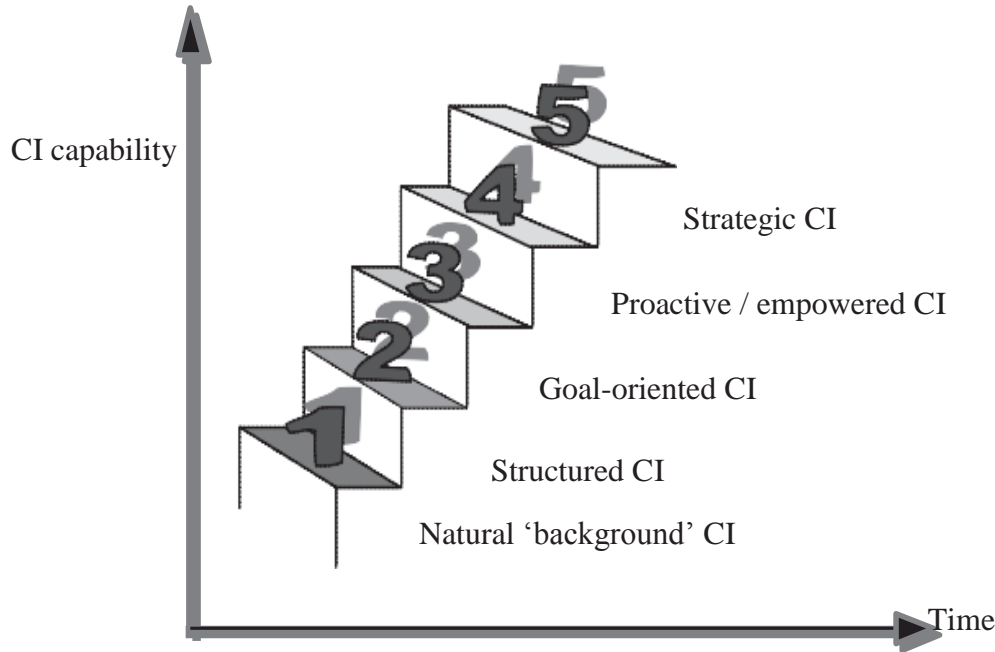 5
CI capability
4
Strategic CI
3
Proactive / empowered CI
2
Goal-oriented CI
1
Structured CI
Natural ‘background’ CI
Time